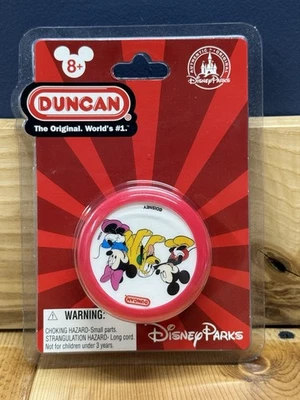 8+
AUTHENTIC ORIGINAL
Disney PARKS
DUNCAN®
The Original. World's #1.
©DISNEY
DUNCAN
WARNING:
CHOKING HAZARD-Small parts.
STRANGULATION HAZARD- Long cord.
Not for children under 3 years.
Disney PARKS